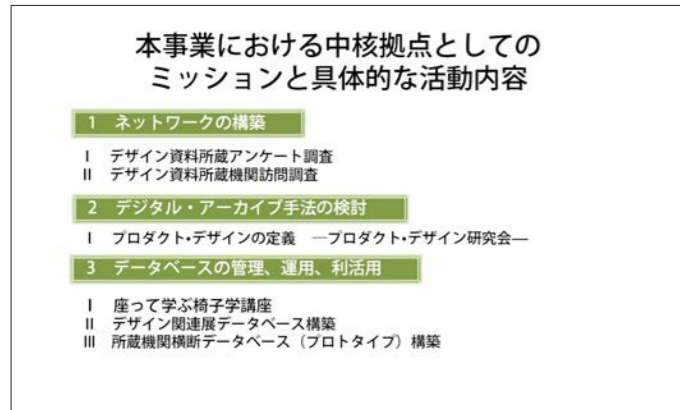 本事業における中核拠点としての
ミッションと具体的な活動内容
1 ネットワークの構築
Ⅰ デザイン資料所蔵アンケート調査
Ⅱ デザイン資料所蔵機関訪問調査
2 デジタル・アーカイブ手法の検討
Ⅰ プロダクト・デザインの定義 ―プロダクト・デザイン研究会―
3 データベースの管理、運用、利活用
Ⅰ 座って学ぶ椅子学講座
Ⅱ デザイン関連展データベース構築
Ⅲ 所蔵機関横断データベース（プロトタイプ）構築